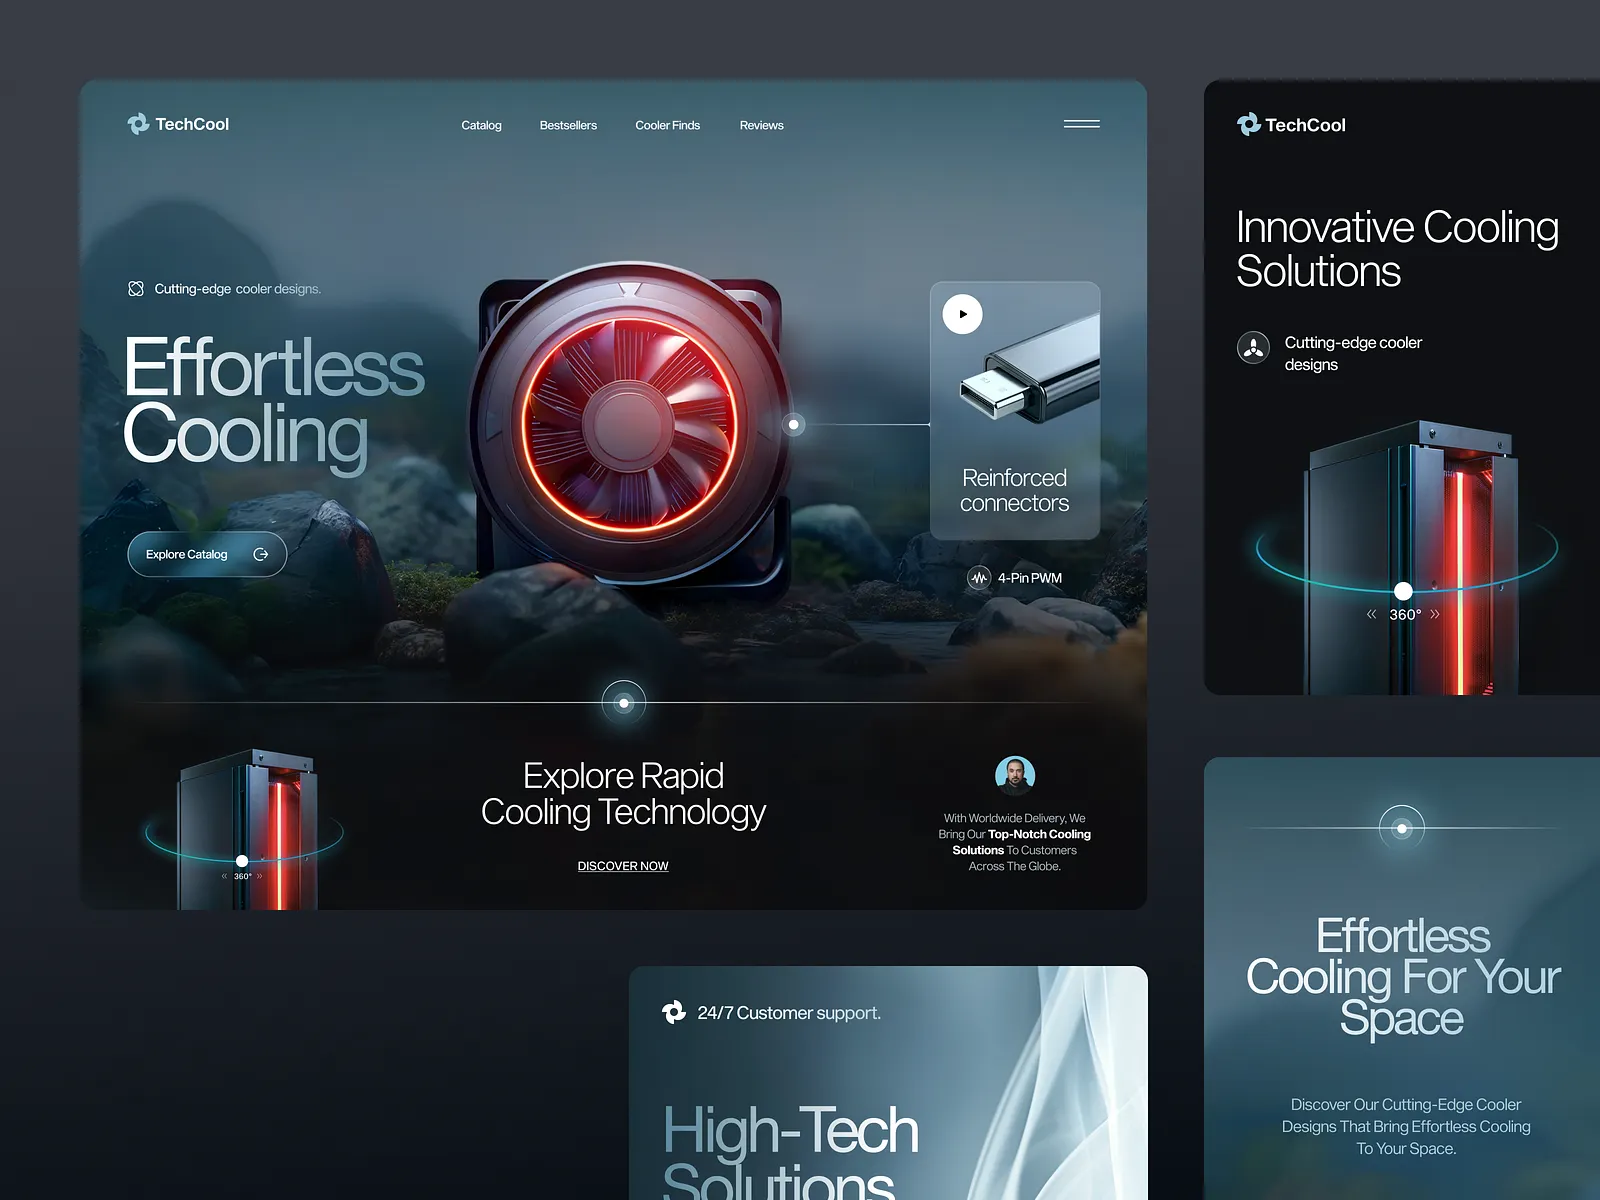 TechCool
Catalog
Bestsellers
Cooler Finds
Reviews
Cutting-edge cooler designs.
Effortless
Cooling
Explore Catalog
Reinforced
connectors
4-Pin PWM
360°
Explore Rapid
Cooling Technology
DISCOVER NOW
With Worldwide Delivery, We
Bring Our Top-Notch Cooling
Solutions To Customers
Across The Globe.
TechCool
Innovative Cooling
Solutions
Cutting-edge cooler
designs
360°
24/7 Customer support.
High-Tech
Solutions
Effortless
Cooling For Your
Space
Discover Our Cutting-Edge Cooler
Designs That Bring Effortless Cooling
To Your Space.